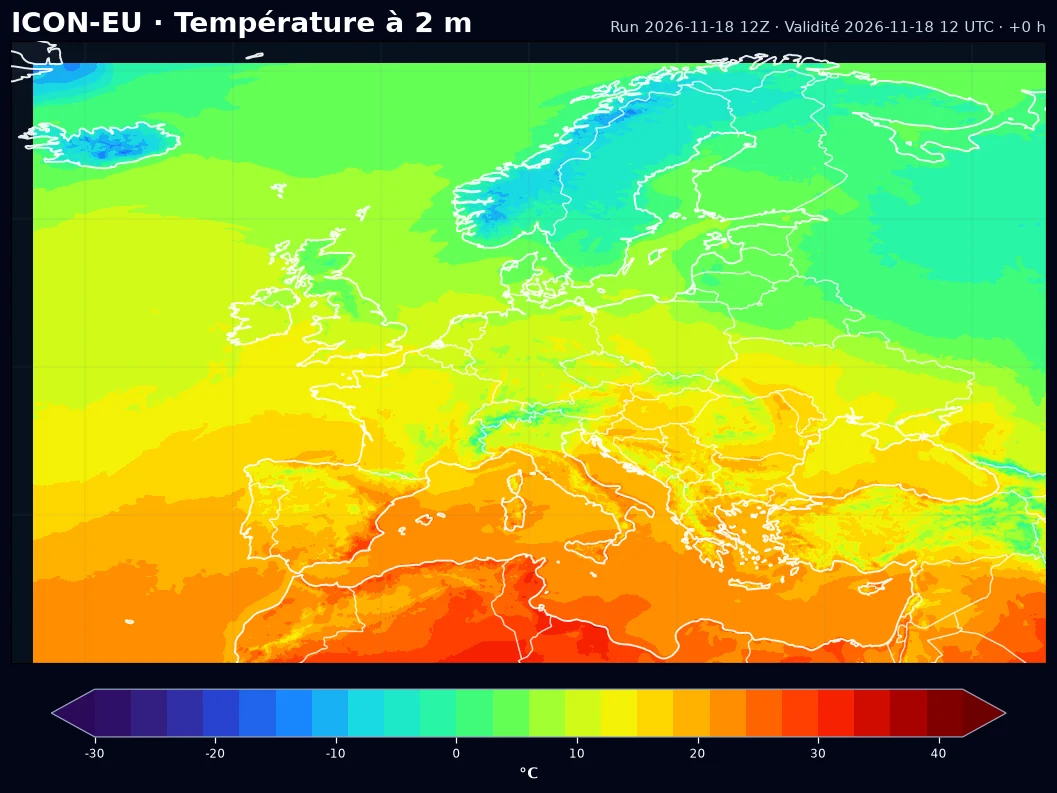 ICON-EU · Température à 2 m
Run 2026-11-18 12Z · Validité 2026-11-18 12 UTC · +0 h
-30 -20 -10 0 10 20 30 40
°C